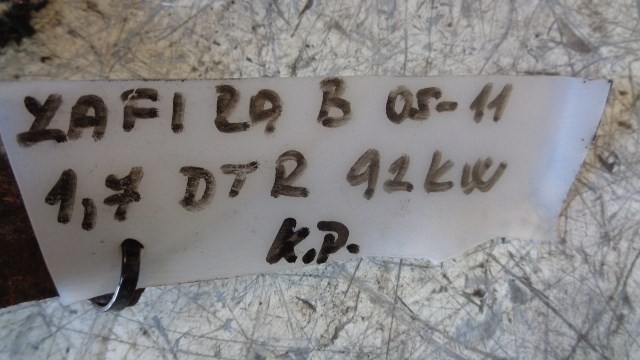 ZAFIRA B 05-11
1,7 DTR 92KW
K.P.